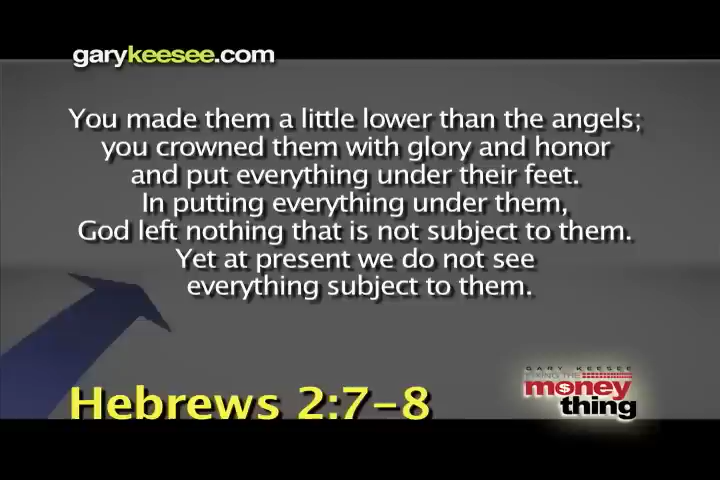 garykeesee.com
You made them a little lower than the angels;
you crowned them with glory and honor
and put everything under their feet.
In putting everything under them,
God left nothing that is not subject to them.
Yet at present we do not see
everything subject to them.
Hebrews 2:7-8
GARY KEESEE
FIXING THE
money
thing